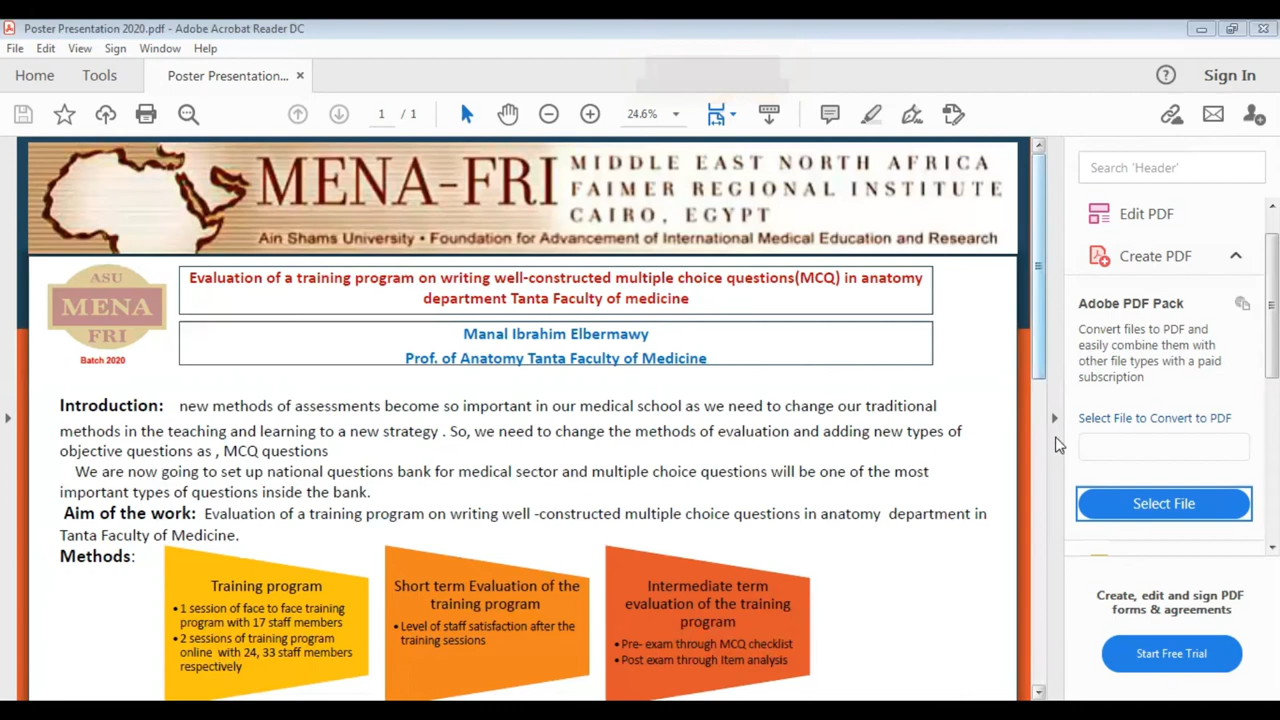 Poster Presentation 2020.pdf - Adobe Acrobat Reader DC
File Edit View Sign Window Help
Home Tools Poster Presentation... × Sign In
1 / 1 24.6%
MENA-FRI
MIDDLE EAST NORTH AFRICA
FAIMER REGIONAL INSTITUTE
CAIRO, EGYPT
Ain Shams University • Foundation for Advancement of International Medical Education and Research
ASU
MENA
FRI
Batch 2020
Evaluation of a training program on writing well-constructed multiple choice questions(MCQ) in anatomy
department Tanta Faculty of medicine
Manal Ibrahim Elbermawy
Prof. of Anatomy Tanta Faculty of Medicine
Introduction: new methods of assessments become so important in our medical school as we need to change our traditional
methods in the teaching and learning to a new strategy . So, we need to change the methods of evaluation and adding new types of
objective questions as , MCQ questions
We are now going to set up national questions bank for medical sector and multiple choice questions will be one of the most
important types of questions inside the bank.
Aim of the work: Evaluation of a training program on writing well -constructed multiple choice questions in anatomy department in
Tanta Faculty of Medicine.
Methods:
Training program
• 1 session of face to face training
program with 17 staff members
• 2 sessions of training program
online with 24, 33 staff members
respectively
Short term Evaluation of the
training program
• Level of staff satisfaction after the
training sessions
Intermediate term
evaluation of the training
program
• Pre- exam through MCQ checklist
• Post exam through Item analysis
Search 'Header'
Edit PDF
Create PDF
Adobe PDF Pack
Convert files to PDF and
easily combine them with
other file types with a paid
subscription
Select File to Convert to PDF
Select File
Create, edit and sign PDF
forms & agreements
Start Free Trial